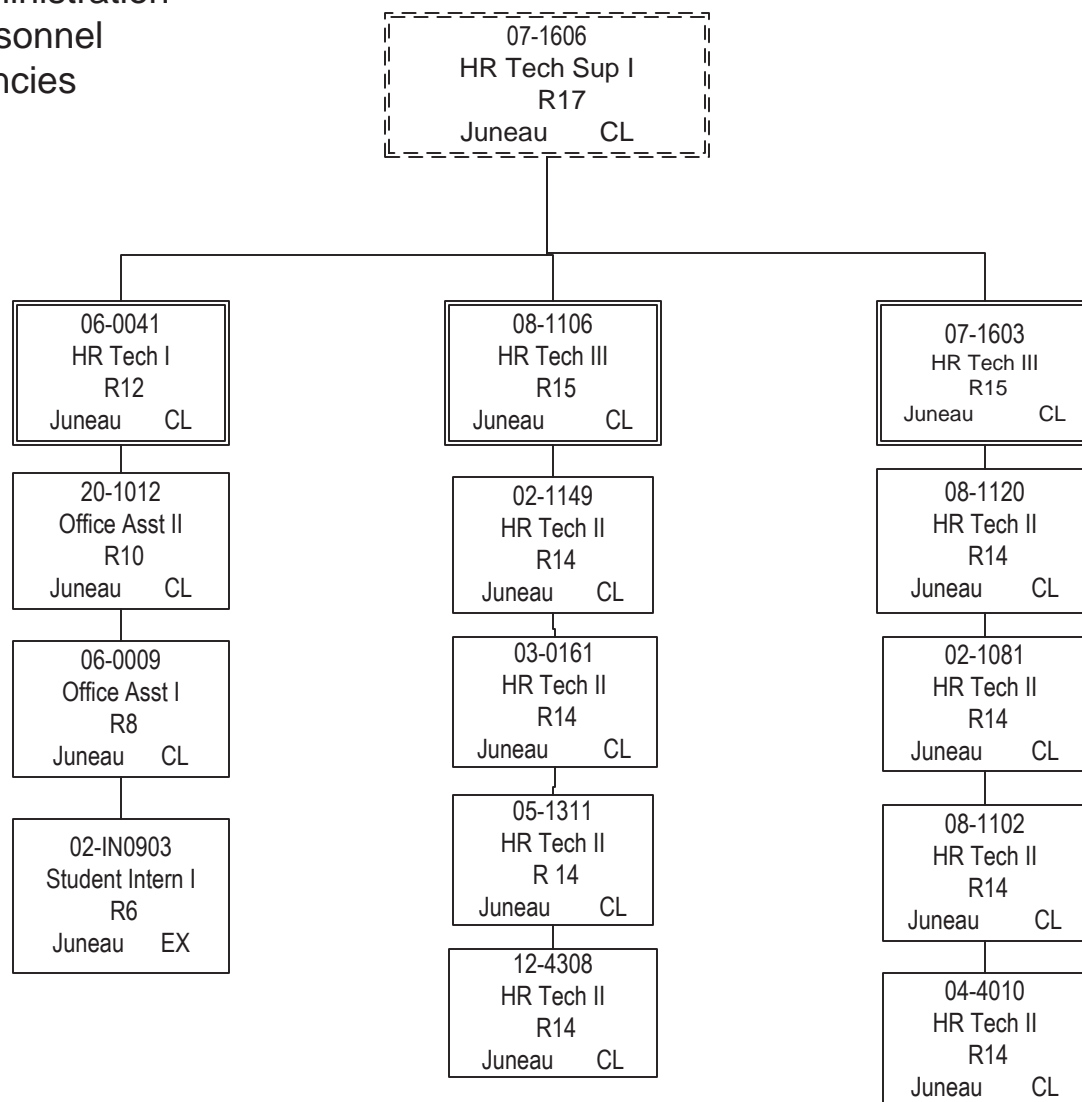 ministration
sonnel
ncies
07-1606
HR Tech Sup I
R17
Juneau CL
06-0041
HR Tech I
R12
Juneau CL
20-1012
Office Asst II
R10
Juneau CL
06-0009
Office Asst I
R8
Juneau CL
02-IN0903
Student Intern I
R6
Juneau EX
08-1106
HR Tech III
R15
Juneau CL
02-1149
HR Tech II
R14
Juneau CL
03-0161
HR Tech II
R14
Juneau CL
05-1311
HR Tech II
R 14
Juneau CL
12-4308
HR Tech II
R14
Juneau CL
07-1603
HR Tech III
R15
Juneau CL
08-1120
HR Tech II
R14
Juneau CL
02-1081
HR Tech II
R14
Juneau CL
08-1102
HR Tech II
R14
Juneau CL
04-4010
HR Tech II
R14
Juneau CL